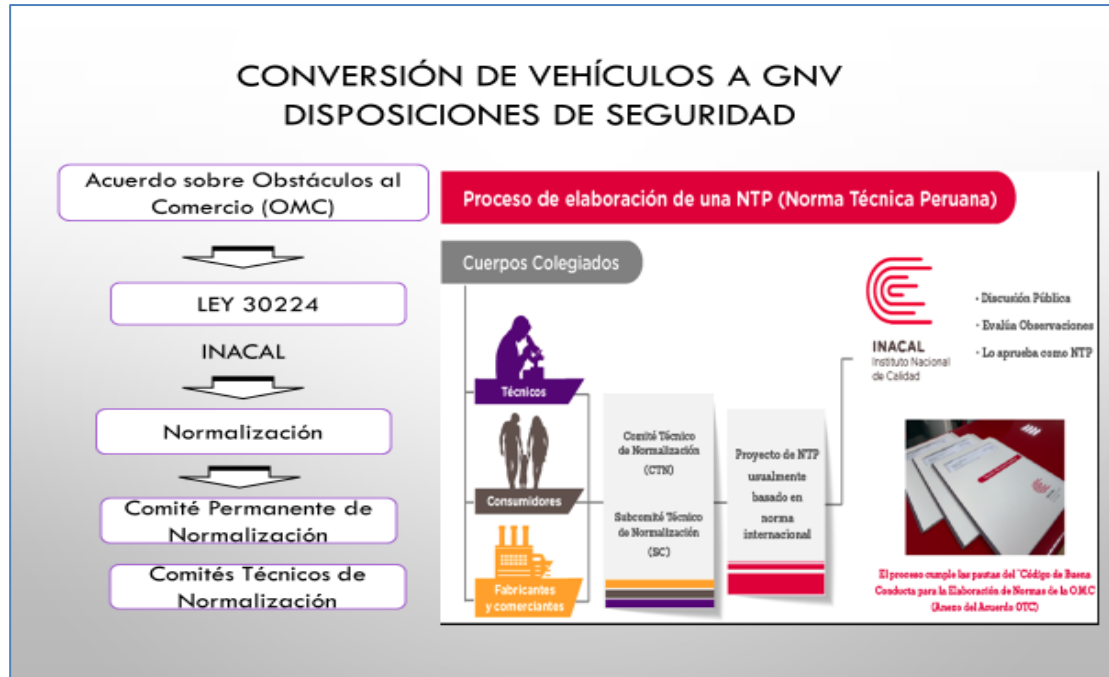 CONVERSIÓN DE VEHÍCULOS A GNV
DISPOSICIONES DE SEGURIDAD
Acuerdo sobre Obstáculos al
Comercio (OMC)
LEY 30224
INACAL
Normalización
Comité Permanente de
Normalización
Comités Técnicos de
Normalización
Proceso de elaboración de una NTP (Norma Técnica Peruana)
Cuerpos Colegiados
Técnicos
Consumidores
Fabricantes
y comerciantes
Comité Técnico
de Normalización
(CTN)
Subcomité Técnico
de Normalización
(SC)
Proyecto de NTP
usualmente
basado en
norma
internacional
INACAL
Instituto Nacional
de Calidad
- Discusión Pública
- Evalúa Observaciones
- Lo aprueba como NTP
El proceso cumple las pautas del "Código de Buena
Conducta para la Elaboración de Normas de la O.M.C
(Anexo del Acuerdo OTC)